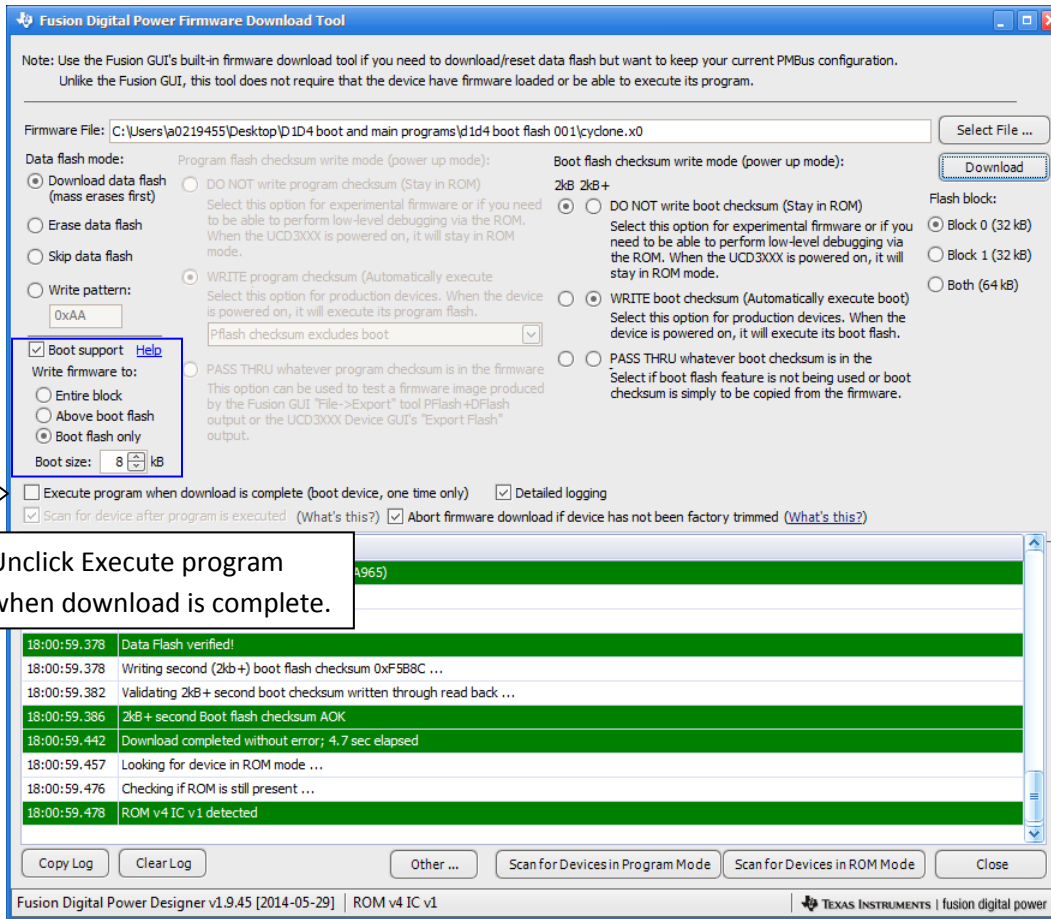 Fusion Digital Power Firmware Download Tool
Note: Use the Fusion GUI's built-in firmware download tool if you need to download/reset data flash but want to keep your current PMBus configuration.
Unlike the Fusion GUI, this tool does not require that the device have firmware loaded or be able to execute its program.
Firmware File: C:\Users\a0219455\Desktop\D1D4 boot and main programs\d1d4 boot flash 001\cyclone.x0
Select File ...
Data flash mode:
Download data flash
(mass erases first)
Erase data flash
Skip data flash
Write pattern:
0xAA
Program flash checksum write mode (power up mode):
DO NOT write program checksum (Stay in ROM)
Select this option for experimental firmware or if you need
to be able to perform low-level debugging via the ROM.
When the UCD3XXX is powered on, it will stay in ROM
mode.
WRITE program checksum (Automatically execute
Select this option for production devices. When the device
is powered on, it will execute its program flash.
Pflash checksum excludes boot
PASS THRU whatever program checksum is in the firmware
This option can be used to test a firmware image produced
by the Fusion GUI "File->Export" tool PFlash+DFlash
output or the UCD3XXX Device GUI's "Export Flash"
output.
Boot flash checksum write mode (power up mode):
2kB 2kB+
DO NOT write boot checksum (Stay in ROM)
Select this option for experimental firmware or if you
need to be able to perform low-level debugging via
the ROM. When the UCD3XXX is powered on, it will
stay in ROM mode.
WRITE boot checksum (Automatically execute boot)
Select this option for production devices. When the
device is powered on, it will execute its boot flash.
PASS THRU whatever boot checksum is in the
Select if boot flash feature is not being used or boot
checksum is simply to be copied from the firmware.
Download
Flash block:
Block 0 (32 kB)
Block 1 (32 kB)
Both (64 kB)
Boot support Help
Write firmware to:
Entire block
Above boot flash
Boot flash only
Boot size: 8 kB
Execute program when download is complete (boot device, one time only) Detailed logging
Scan for device after program is executed (What's this?) Abort firmware download if device has not been factory trimmed (What's this?)
Unclick Execute program
when download is complete.
A965)
18:00:59.378 Data Flash verified!
18:00:59.378 Writing second (2kb+) boot flash checksum 0xF5B8C ...
18:00:59.382 Validating 2kB+ second boot checksum written through read back ...
18:00:59.386 2kB+ second Boot flash checksum AOK
18:00:59.442 Download completed without error; 4.7 sec elapsed
18:00:59.457 Looking for device in ROM mode ...
18:00:59.476 Checking if ROM is still present ...
18:00:59.478 ROM v4 IC v1 detected
Copy Log Clear Log Other ... Scan for Devices in Program Mode Scan for Devices in ROM Mode Close
Fusion Digital Power Designer v1.9.45 [2014-05-29] ROM v4 IC v1 TEXAS INSTRUMENTS | fusion digital power